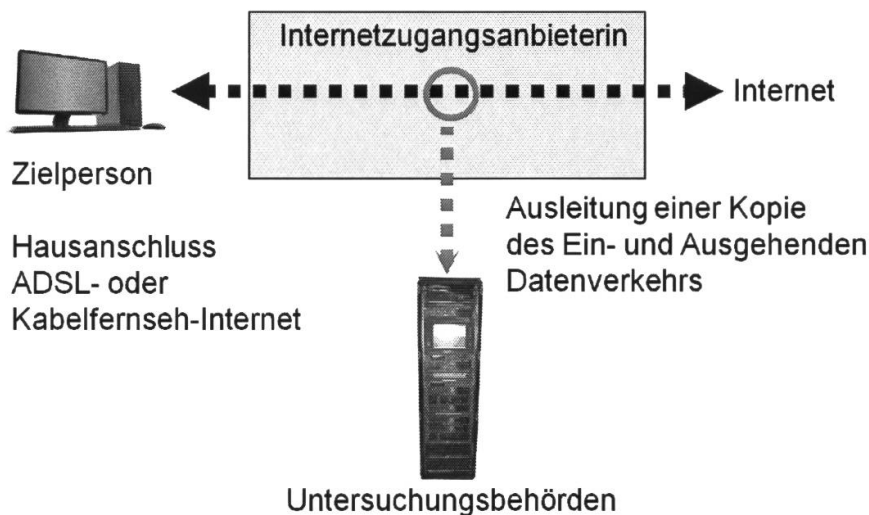 Internetzugangsanbieterin
Internet
Zielperson
Hausanschluss
ADSL- oder
Kabelfernseh-Internet
Ausleitung einer Kopie
des Ein- und Ausgehenden
Datenverkehrs
Untersuchungsbehörden